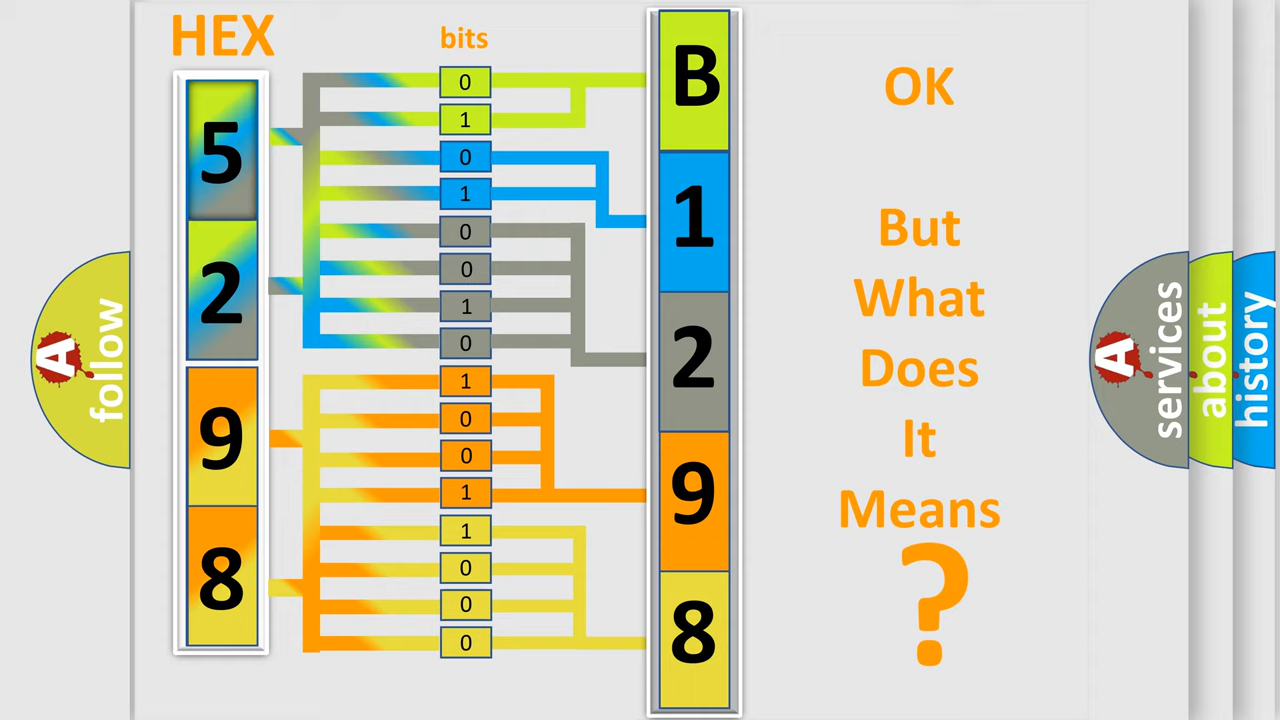 HEX
bits
5
2
9
8
0
1
0
1
0
0
1
0
1
0
0
1
1
0
0
0
B
1
2
9
8
OK
But
What
Does
It
Means
?
A
follow
A
services
about
history